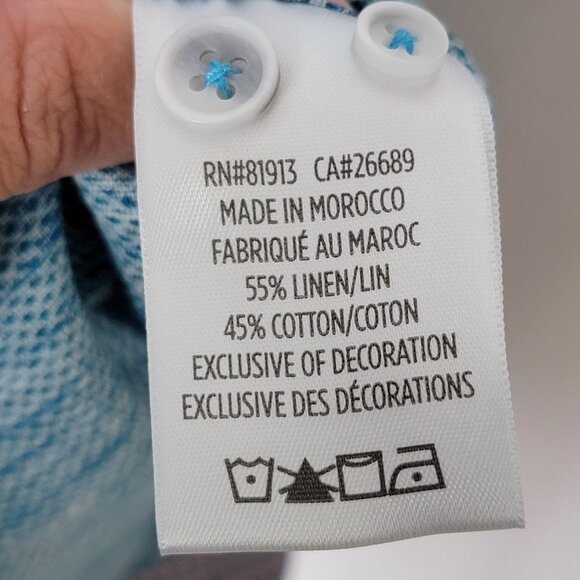 RN#81913 CA#26689
MADE IN MOROCCO
FABRIQUÉ AU MAROC
55% LINEN/LIN
45% COTTON/COTON
EXCLUSIVE OF DECORATION
EXCLUSIVE DES DÉCORATIONS